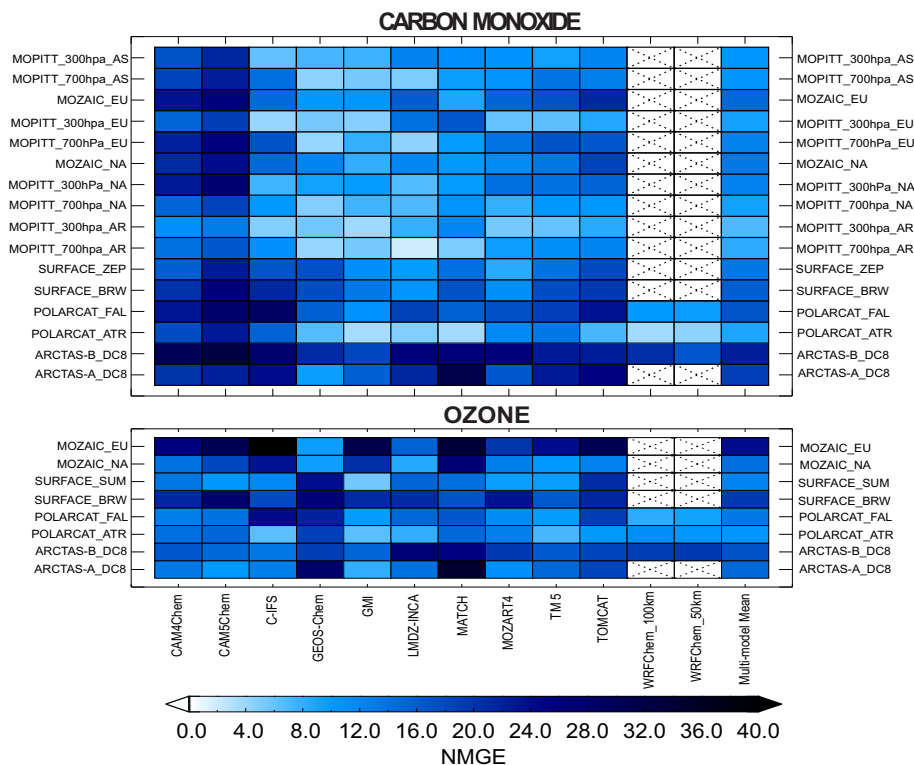 CARBON MONOXIDE
MOPITT_300hpa_AS MOPITT_300hpa_AS
MOPITT_700hpa_AS MOPITT_700hpa_AS
MOZAIC_EU MOZAIC_EU
MOPITT_300hpa_EU MOPITT_300hpa_EU
MOPITT_700hPa_EU MOPITT_700hPa_EU
MOZAIC_NA MOZAIC_NA
MOPITT_300hPa_NA MOPITT_300hPa_NA
MOPITT_700hpa_NA MOPITT_700hpa_NA
MOPITT_300hpa_AR MOPITT_300hpa_AR
MOPITT_700hpa_AR MOPITT_700hpa_AR
SURFACE_ZEP SURFACE_ZEP
SURFACE_BRW SURFACE_BRW
POLARCAT_FAL POLARCAT_FAL
POLARCAT_ATR POLARCAT_ATR
ARCTAS-B_DC8 ARCTAS-B_DC8
ARCTAS-A_DC8 ARCTAS-A_DC8
OZONE
MOZAIC_EU MOZAIC_EU
MOZAIC_NA MOZAIC_NA
SURFACE_SUM SURFACE_SUM
SURFACE_BRW SURFACE_BRW
POLARCAT_FAL POLARCAT_FAL
POLARCAT_ATR POLARCAT_ATR
ARCTAS-B_DC8 ARCTAS-B_DC8
ARCTAS-A_DC8 ARCTAS-A_DC8
CAM4Chem
CAM5Chem
C-IFS
GEOS-Chem
GMI
LMDZ-INCA
MATCH
MOZART4
TM5
TOMCAT
WRFChem_100km
WRFChem_50km
Multi-model Mean
0.0 4.0 8.0 12.0 16.0 20.0 24.0 28.0 32.0 36.0 40.0
NMGE